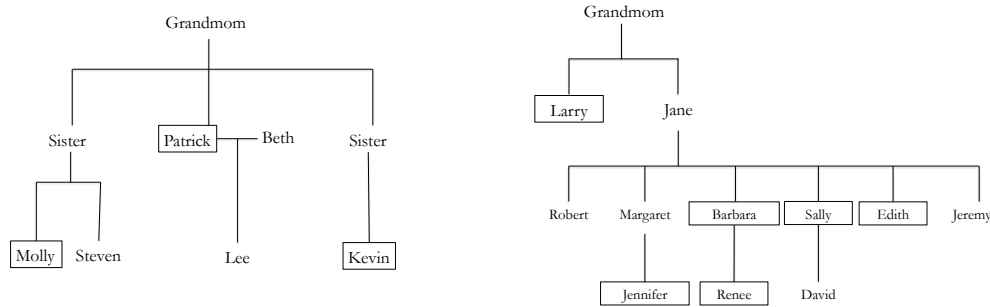 Grandmom
Sister
Patrick
Beth
Sister
Molly
Steven
Lee
Kevin
Grandmom
Larry
Jane
Robert
Margaret
Barbara
Sally
Edith
Jeremy
Jennifer
Renee
David